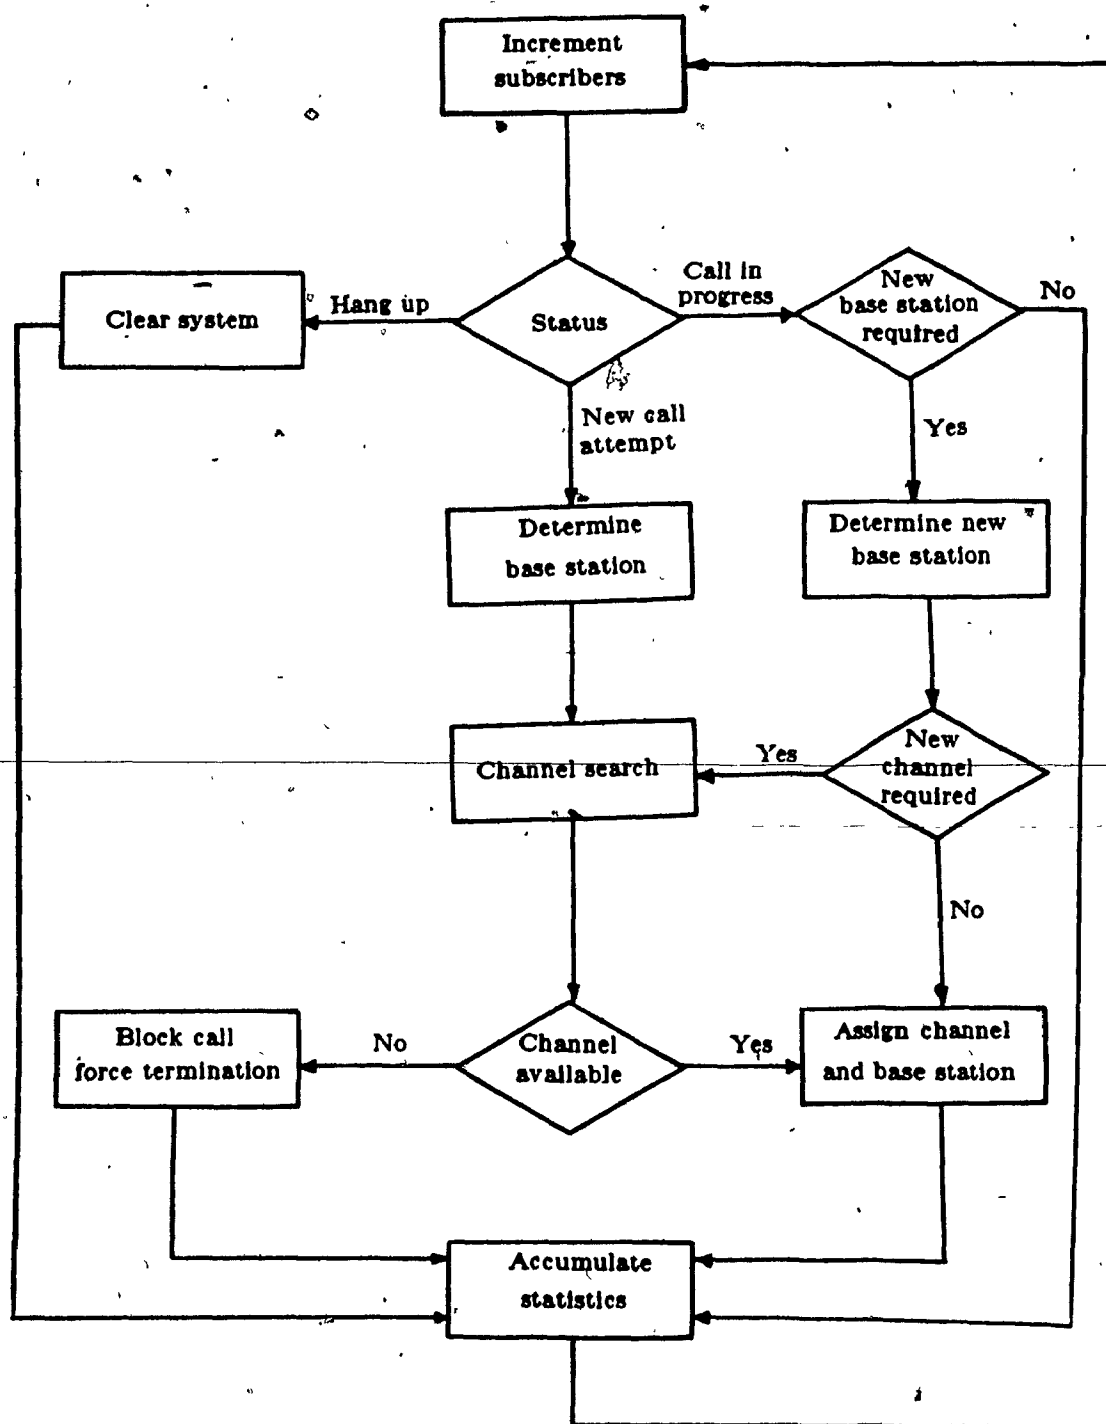 Increment
subscribers
Call in
progress
New
base station
required
No
Hang up
Clear system
Status
New call
attempt
Yes
Determine
base station
Determine new
base station
Channel search
Yes
New
channel
required
No
Block call
force termination
No
Channel
available
Yes
Assign channel
and base station
Accumulate
statistics